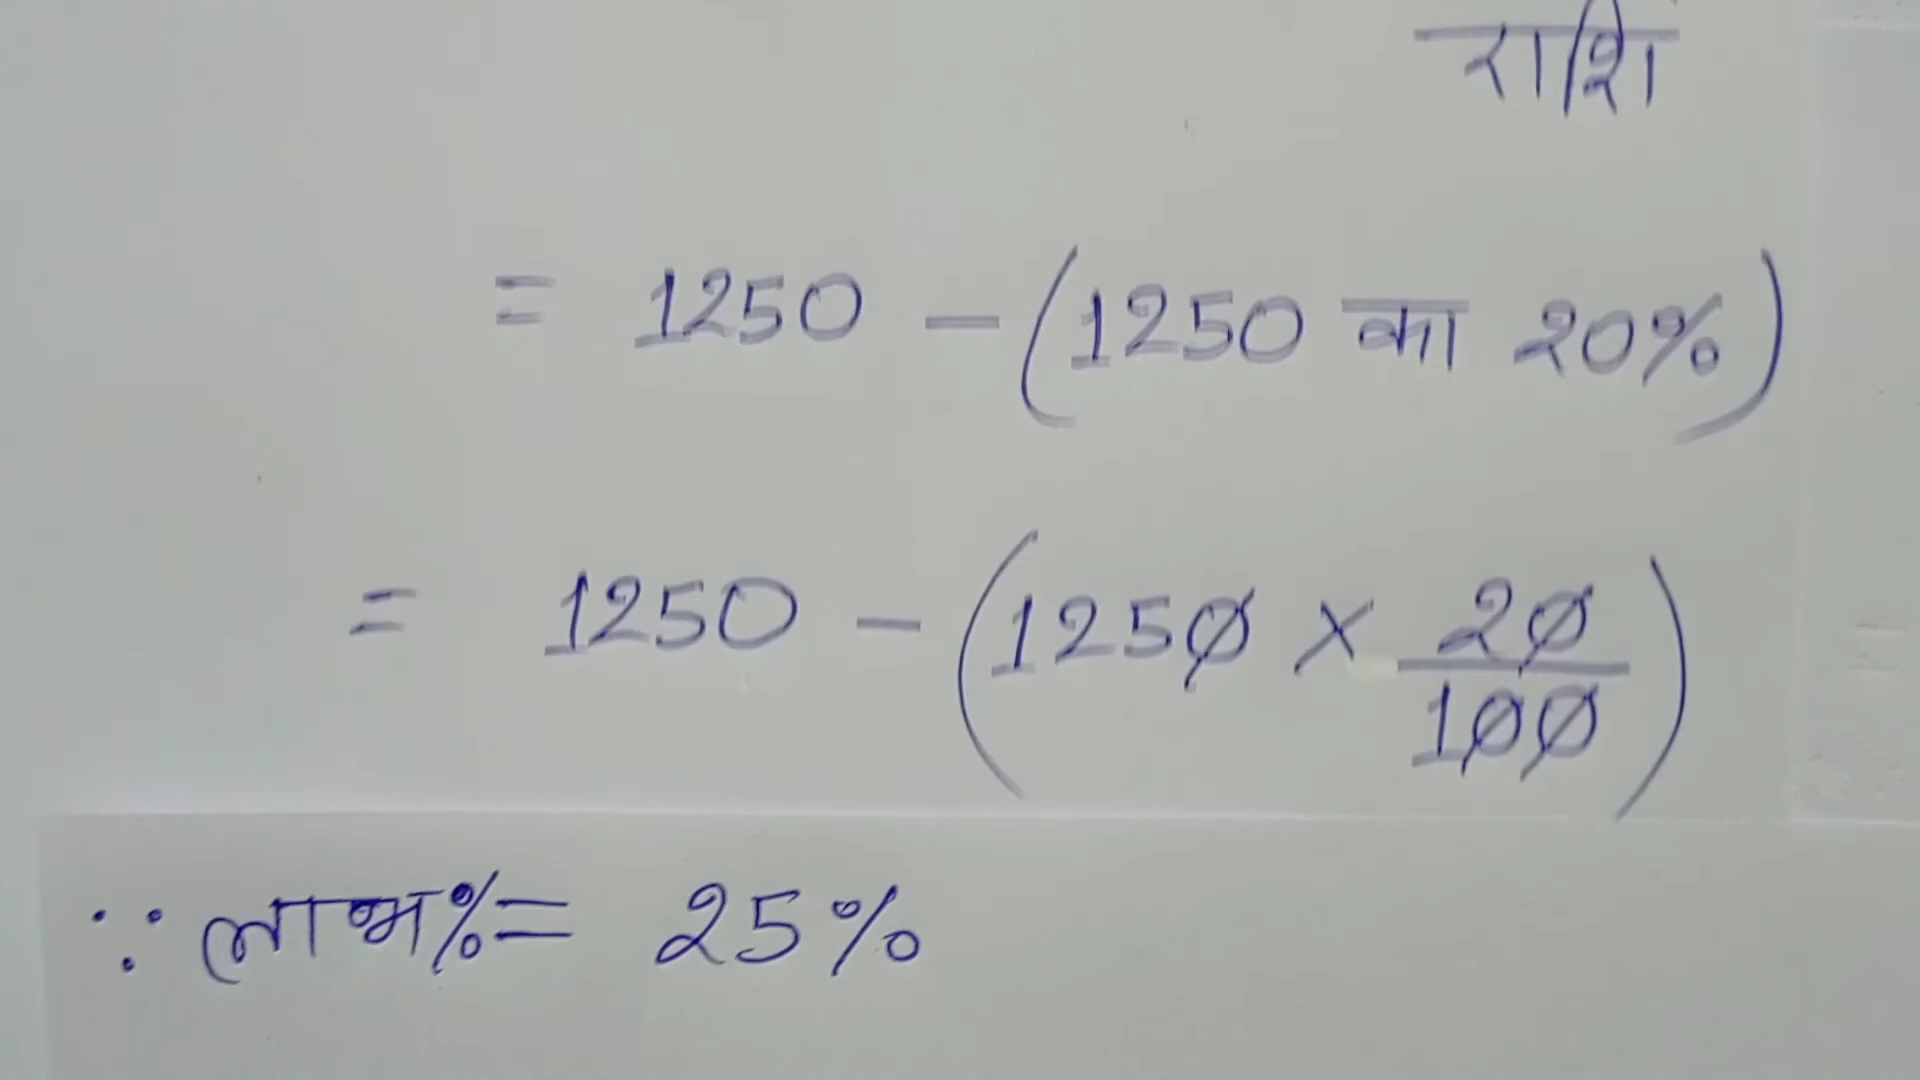 राशि
= 1250 - (1250 का 20%)
= 1250 - (1250 × 20/100)
∵ लाभ% = 25%